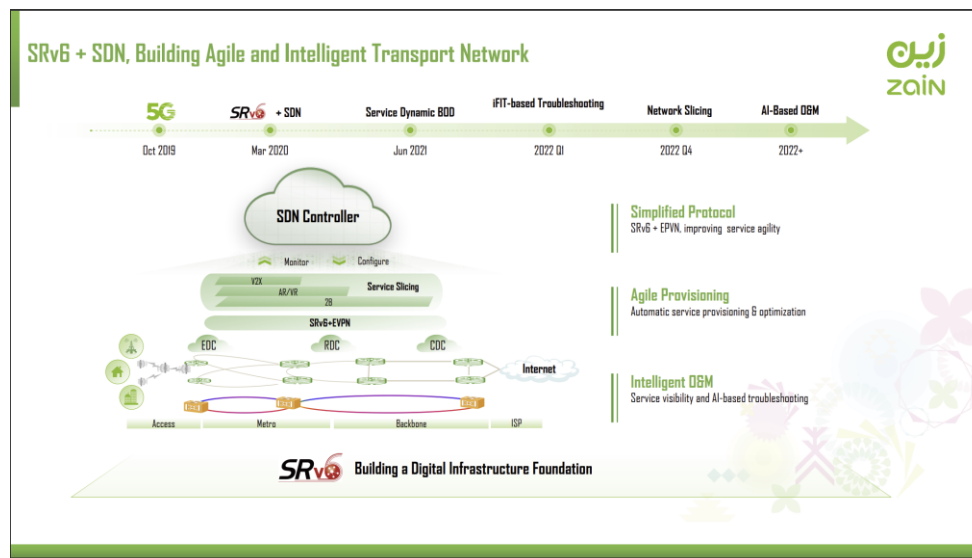 SRv6 + SDN, Building Agile and Intelligent Transport Network
زين
zain
5G
SRv6 + SDN
Service Dynamic BOD
iFIT-based Troubleshooting
Network Slicing
AI-Based O&M
Oct 2019
Mar 2020
Jun 2021
2022 Q1
2022 Q4
2022+
SDN Controller
Monitor
Configure
V2X
AR/VR
2B
Service Slicing
SRv6+EVPN
EDC
RDC
CDC
Internet
Access
Metro
Backbone
ISP
Simplified Protocol
SRv6 + EPVN, improving service agility
Agile Provisioning
Automatic service provisioning & optimization
Intelligent O&M
Service visibility and AI-based troubleshooting
SRv6 Building a Digital Infrastructure Foundation